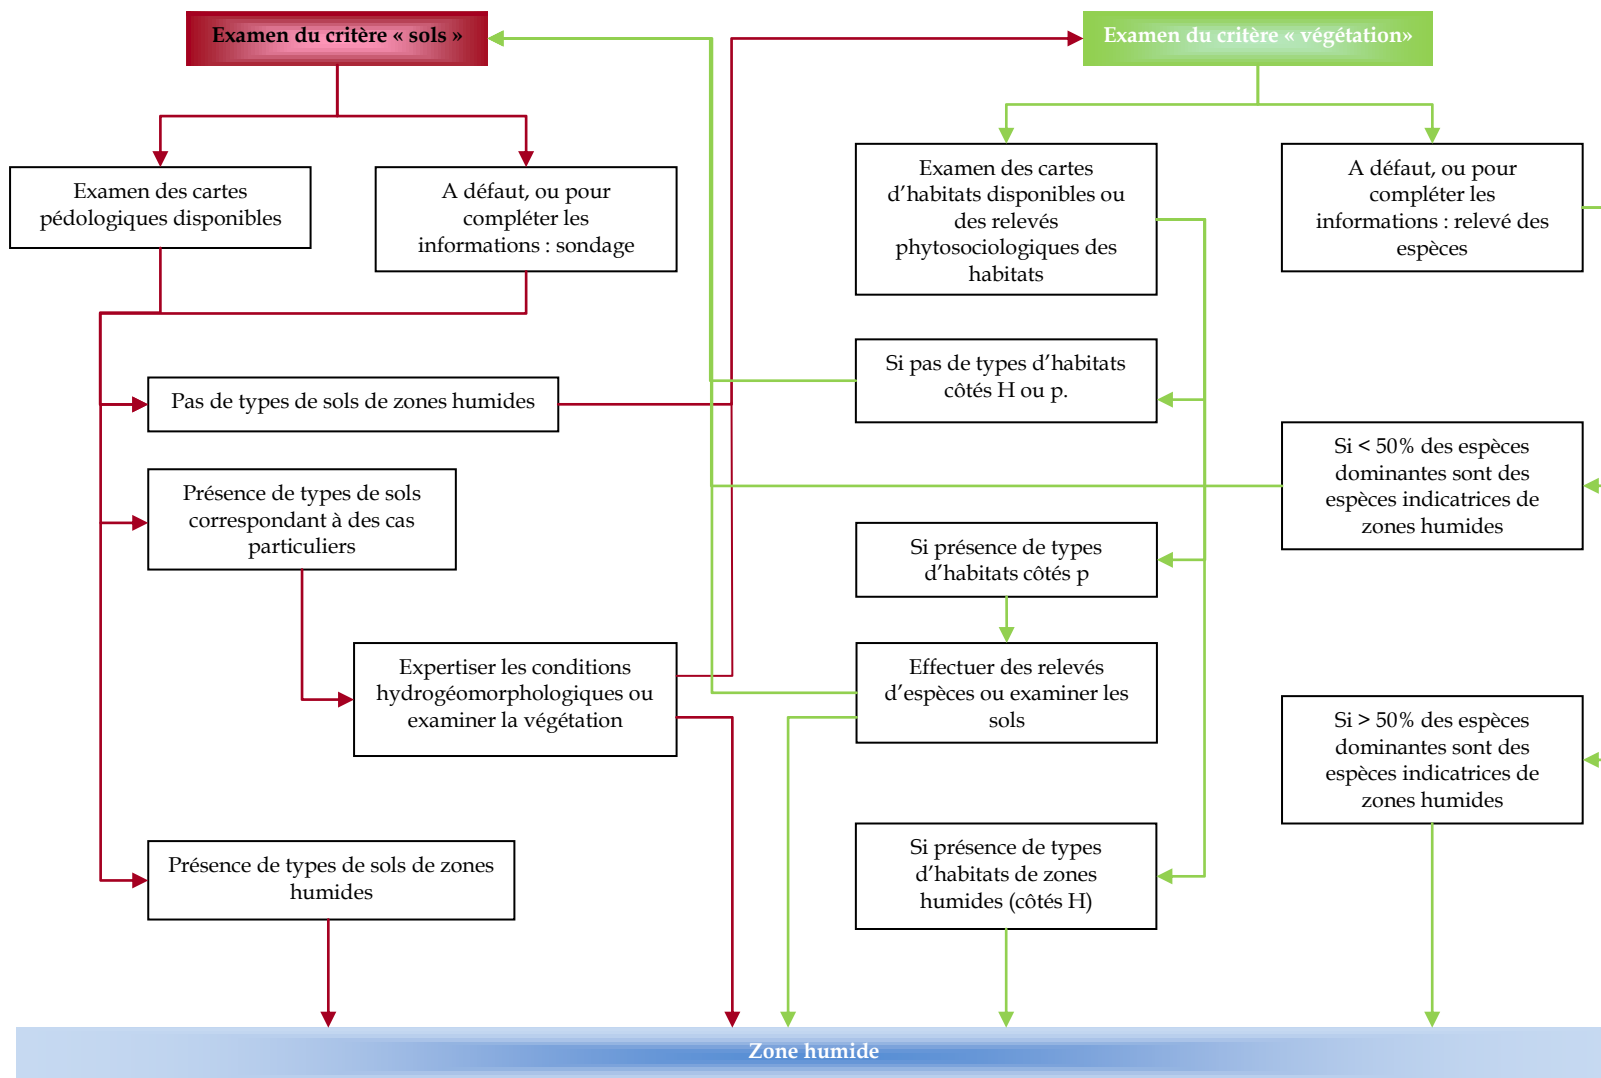 Examen du critère « sols »
Examen du critère « végétation»
Examen des cartes
pédologiques disponibles
A défaut, ou pour
compléter les
informations : sondage
Examen des cartes
d’habitats disponibles ou
des relevés
phytosociologiques des
habitats
A défaut, ou pour
compléter les
informations : relevé des
espèces
Pas de types de sols de zones humides
Si pas de types d’habitats
côtés H ou p.
Présence de types de sols
correspondant à des cas
particuliers
Si < 50% des espèces
dominantes sont des
espèces indicatrices de
zones humides
Si présence de types
d’habitats côtés p
Expertiser les conditions
hydrogéomorphologiques ou
examiner la végétation
Effectuer des relevés
d’espèces ou examiner les
sols
Si > 50% des espèces
dominantes sont des
espèces indicatrices de
zones humides
Présence de types de sols de zones
humides
Si présence de types
d’habitats de zones
humides (côtés H)
Zone humide